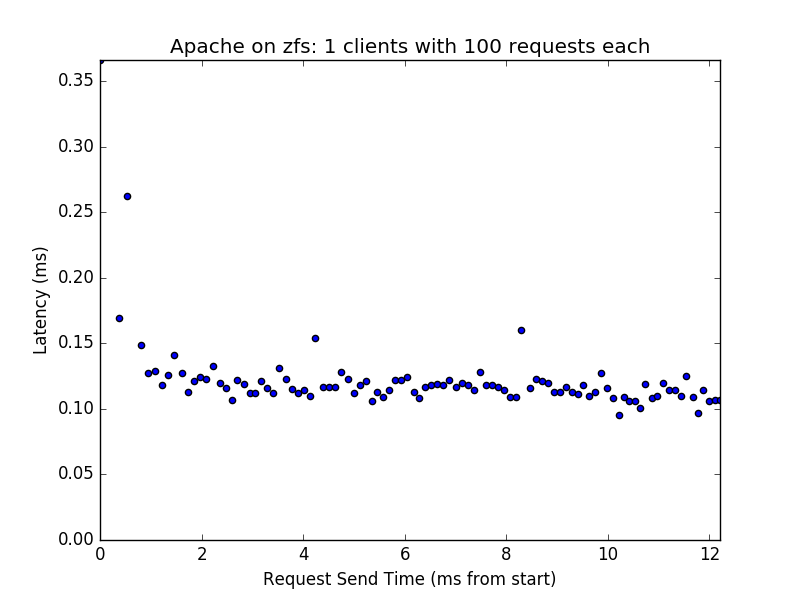 Apache on zfs: 1 clients with 100 requests each
0.35
0.30
0.25
0.20
0.15
0.10
0.05
0.00
Latency (ms)
0 2 4 6 8 10 12
Request Send Time (ms from start)